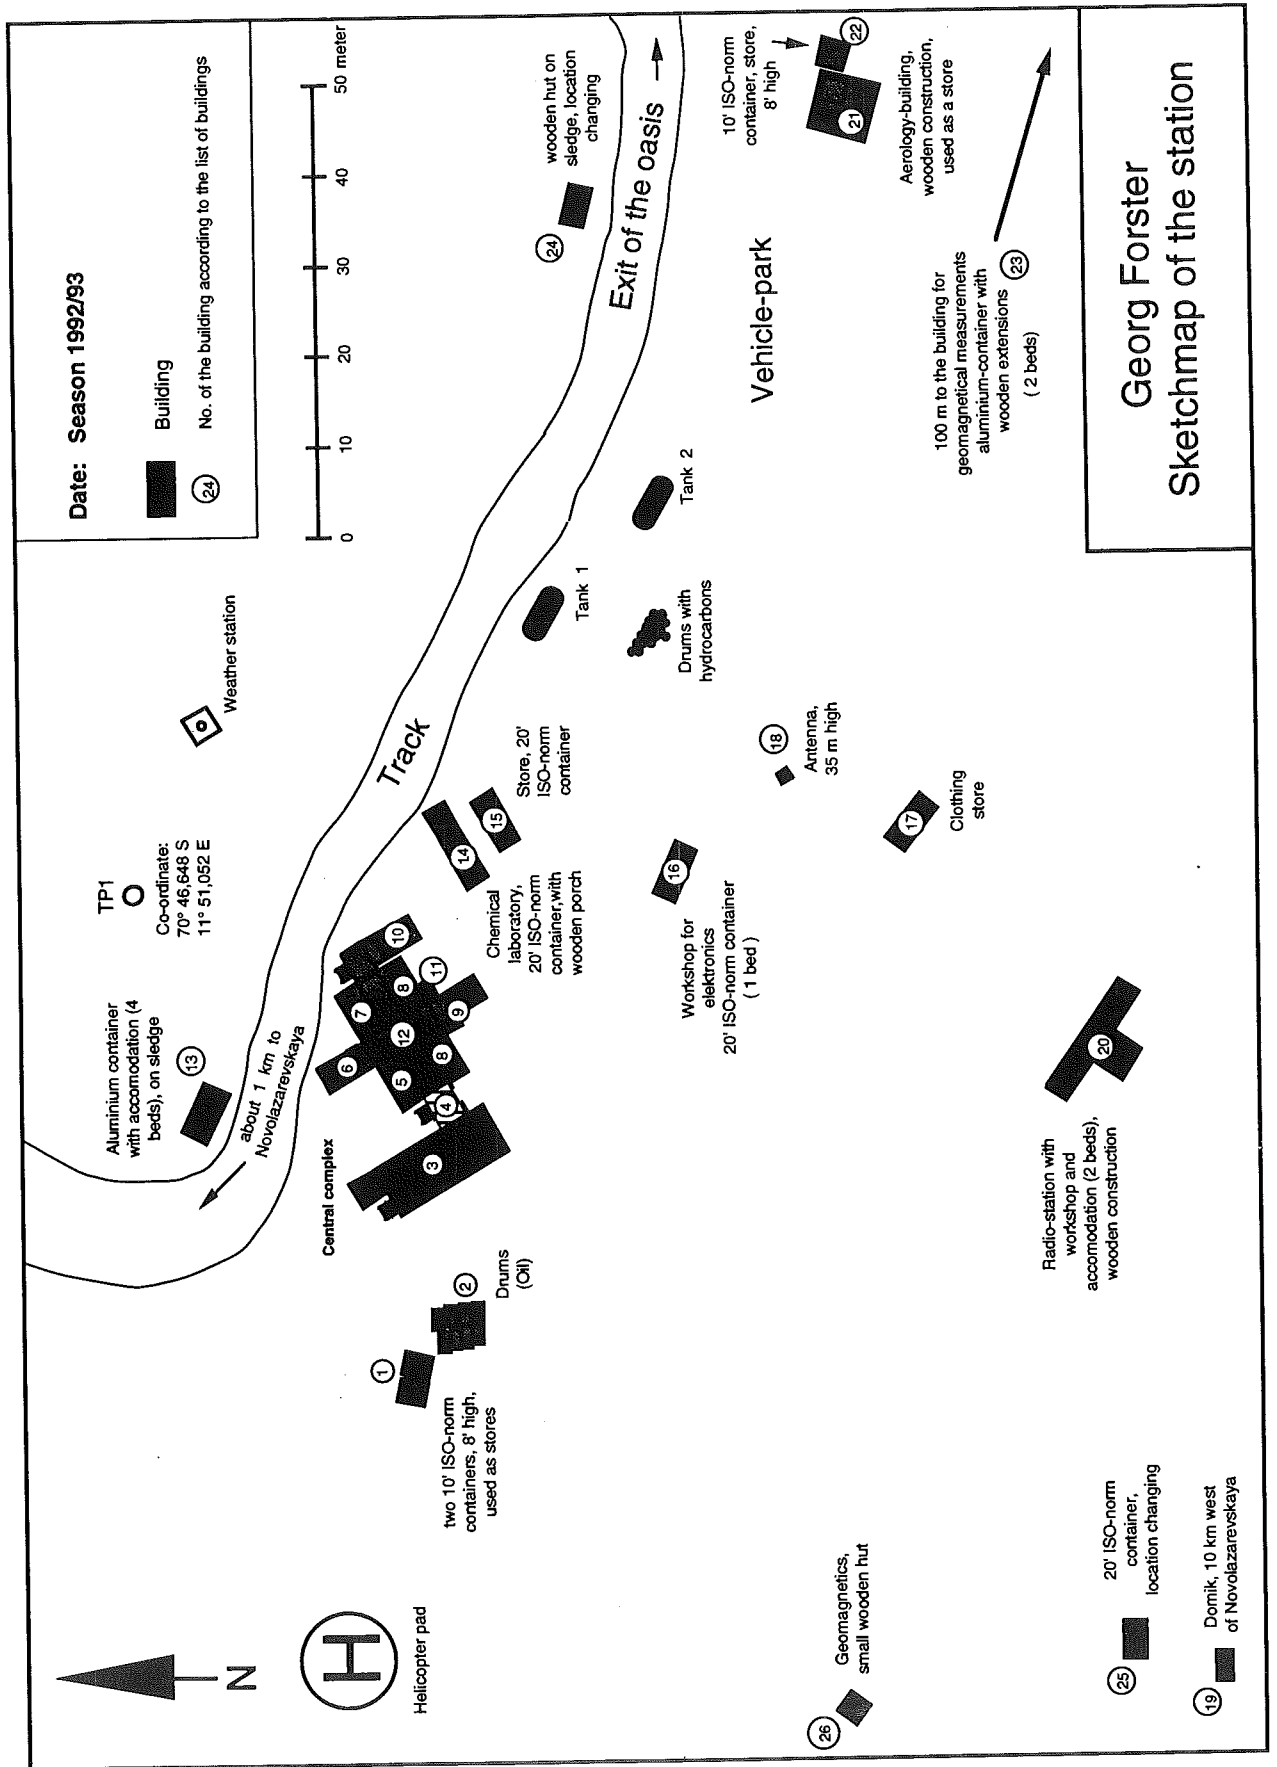 Date: Season 1992/93
Building
24
No. of the building according to the list of buildings
0 10 20 30 40 50 meter
N
H
Helicopter pad
TP1
Co-ordinate:
70° 46,648 S
11° 51,052 E
Weather station
Aluminium container
with accomodation (4
beds), on sledge
13
about 1 km to
Novolazarevskaya
Track
Exit of the oasis
24
wooden hut on
sledge, location
changing
Central complex
1
two 10' ISO-norm
containers, 8' high,
used as stores
2
Drums
(Oil)
3
4
5
6
7
8
8
9
10
11
12
14
Chemical
laboratory,
20' ISO-norm
container,with
wooden porch
15
Store, 20'
ISO-norm
container
Tank 1
Tank 2
Drums with
hydrocarbons
16
Workshop for
elektronics
20' ISO-norm container
( 1 bed )
18
Antenna,
35 m high
17
Clothing
store
Vehicle-park
10' ISO-norm
container, store,
8' high
22
21
Aerology-building,
wooden construction,
used as a store
100 m to the building for
geomagnetical measurements
aluminium-container with
wooden extensions
23
( 2 beds)
20
Radio-station with
workshop and
accomodation (2 beds),
wooden construction
26
Geomagnetics,
small wooden hut
25
20' ISO-norm
container,
location changing
19
Domik, 10 km west
of Novolazarevskaya
Georg Forster
Sketchmap of the station